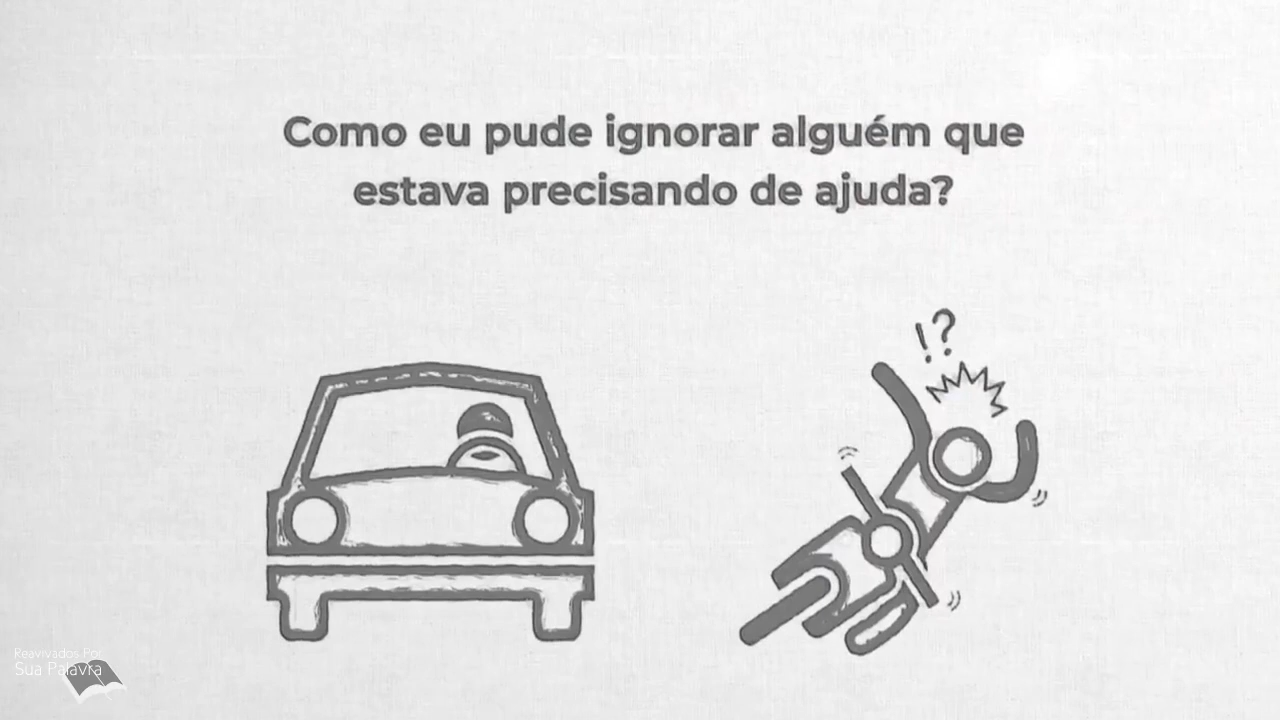 Como eu pude ignorar alguém que
estava precisando de ajuda?
!?
Reavivados Por
Sua Palavra